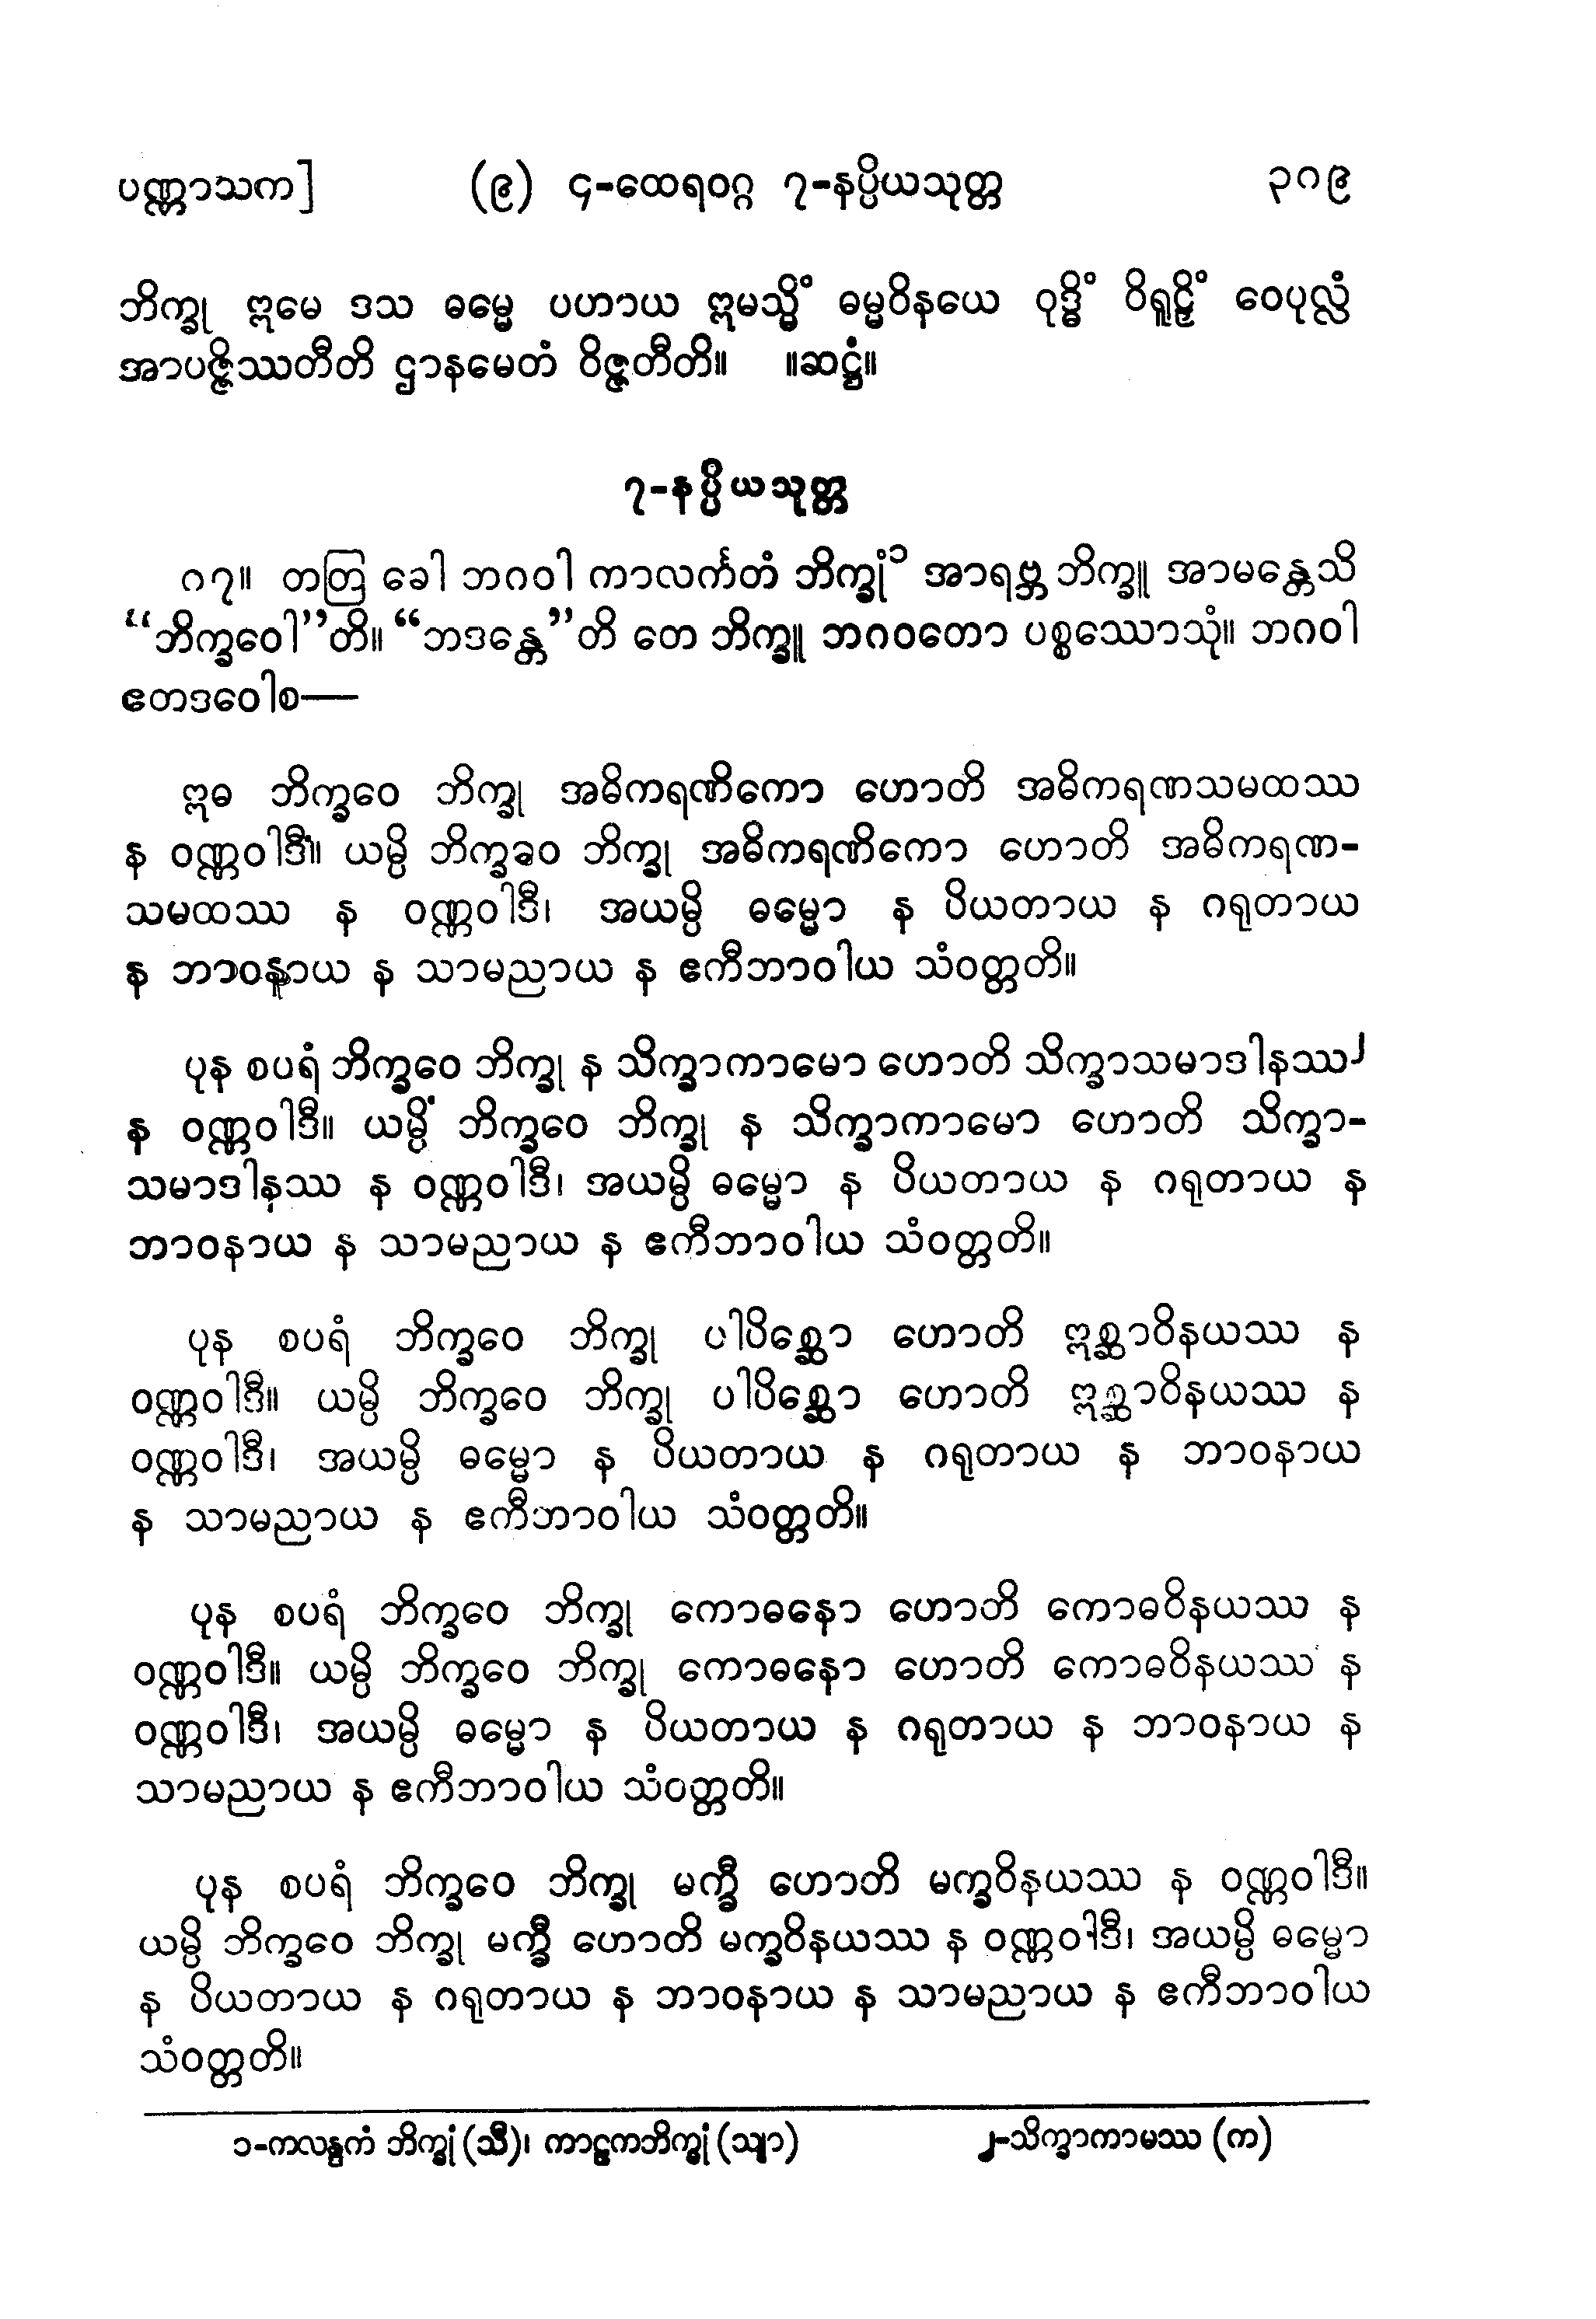 ပဏ္ဏာသက] (၉) ၄-ထေရဝဂ္ဂ ၇-နပ္ပိယသုတ္တ ၃၈၉
ဘိက္ခု ဣမေ ဒသ ဓမ္မေ ပဟာယ ဣမသ္မိံ ဓမ္မဝိနယေ ဝုဒ္ဓိံ ဝိရူဠှိံ ဝေပုလ္လံ
အာပဇ္ဇိဿတီတိ ဌာနမေတံ ဝိဇ္ဇတီတိ။ ။ဆဋ္ဌံ။
၇-နပ္ပိယသုတ္တ
၈၇။ တတြ ခေါ ဘဂဝါ ကာလင်္ကတံ ဘိက္ခုံ၁ အာရဗ္ဘ ဘိက္ခူ အာမန္တေသိ
“ဘိက္ခဝေါ”တိ။ “ဘဒန္တေ”တိ တေ ဘိက္ခူ ဘဂဝတော ပစ္စဿောသုံ။ ဘဂဝါ
ဧတဒဝေါစ—
ဣဓ ဘိက္ခဝေ ဘိက္ခု အဓိကရဏိကော ဟောတိ အဓိကရဏသမထဿ
န ဝဏ္ဏဝါဒီ။ ယမ္ပိ ဘိက္ခဝေ ဘိက္ခု အဓိကရဏိကော ဟောတိ အဓိကရဏ-
သမထဿ န ဝဏ္ဏဝါဒီ၊ အယမ္ပိ ဓမ္မော န ပိယတာယ န ဂရုတာယ
န ဘာဝနာယ န သာမညာယ န ဧကီဘာဝါယ သံဝတ္တတိ။
ပုန စပရံ ဘိက္ခဝေ ဘိက္ခု န သိက္ခာကာမော ဟောတိ သိက္ခာသမာဒါနဿ၂
န ဝဏ္ဏဝါဒီ။ ယမ္ပိံ ဘိက္ခဝေ ဘိက္ခု န သိက္ခာကာမော ဟောတိ သိက္ခာ-
သမာဒါနဿ န ဝဏ္ဏဝါဒီ၊ အယမ္ပိ ဓမ္မော န ပိယတာယ န ဂရုတာယ န
ဘာဝနာယ န သာမညာယ န ဧကီဘာဝါယ သံဝတ္တတိ။
ပုန စပရံ ဘိက္ခဝေ ဘိက္ခု ပါပိစ္ဆော ဟောတိ ဣစ္ဆာဝိနယဿ န
ဝဏ္ဏဝါဒီ။ ယမ္ပိ ဘိက္ခဝေ ဘိက္ခု ပါပိစ္ဆော ဟောတိ ဣစ္ဆာဝိနယဿ န
ဝဏ္ဏဝါဒီ၊ အယမ္ပိ ဓမ္မော န ပိယတာယ န ဂရုတာယ န ဘာဝနာယ
န သာမညာယ န ဧကီဘာဝါယ သံဝတ္တတိ။
ပုန စပရံ ဘိက္ခဝေ ဘိက္ခု ကောဓနော ဟောတိ ကောဓဝိနယဿ န
ဝဏ္ဏဝါဒီ။ ယမ္ပိ ဘိက္ခဝေ ဘိက္ခု ကောဓနော ဟောတိ ကောဓဝိနယဿ န
ဝဏ္ဏဝါဒီ၊ အယမ္ပိ ဓမ္မော န ပိယတာယ န ဂရုတာယ န ဘာဝနာယ န
သာမညာယ န ဧကီဘာဝါယ သံဝတ္တတိ။
ပုန စပရံ ဘိက္ခဝေ ဘိက္ခု မက္ခီ ဟောတိ မက္ခဝိနယဿ န ဝဏ္ဏဝါဒီ။
ယမ္ပိ ဘိက္ခဝေ ဘိက္ခု မက္ခီ ဟောတိ မက္ခဝိနယဿ န ဝဏ္ဏဝါဒီ၊ အယမ္ပိ ဓမ္မော
န ပိယတာယ န ဂရုတာယ န ဘာဝနာယ န သာမညာယ န ဧကီဘာဝါယ
သံဝတ္တတိ။
၁-ကလန္ဒကံ ဘိက္ခုံ (သီ)၊ ကာဠကဘိက္ခုံ (သျာ) ၂-သိက္ခာကာမဿ (က)